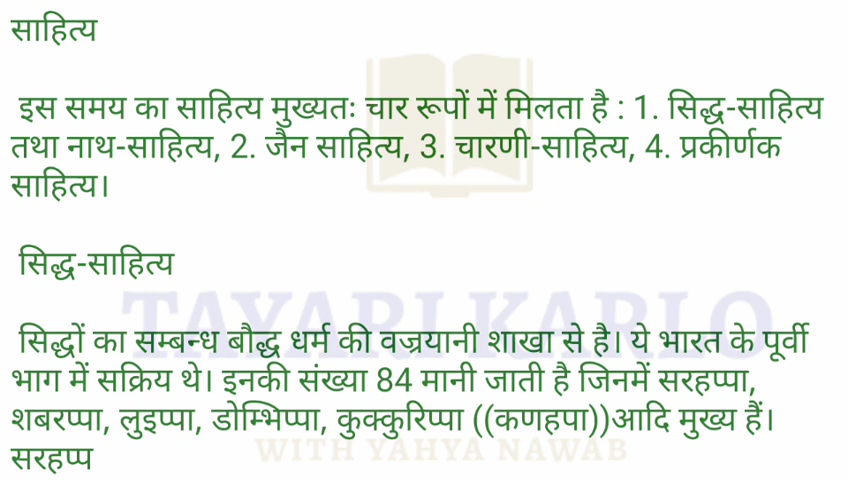 साहित्य
इस समय का साहित्य मुख्यतः चार रूपों में मिलता है : 1. सिद्ध-साहित्य
तथा नाथ-साहित्य, 2. जैन साहित्य, 3. चारणी-साहित्य, 4. प्रकीर्णक
साहित्य।
सिद्ध-साहित्य
TAYARI KARLO
सिद्धों का सम्बन्ध बौद्ध धर्म की वज्रयानी शाखा से है। ये भारत के पूर्वी
भाग में सक्रिय थे। इनकी संख्या 84 मानी जाती है जिनमें सरहप्पा,
शबरप्पा, लुइप्पा, डोम्भिप्पा, कुक्कुरिप्पा ((कणहपा))आदि मुख्य हैं।
WITH YAHYA NAWAB
सरहप्प